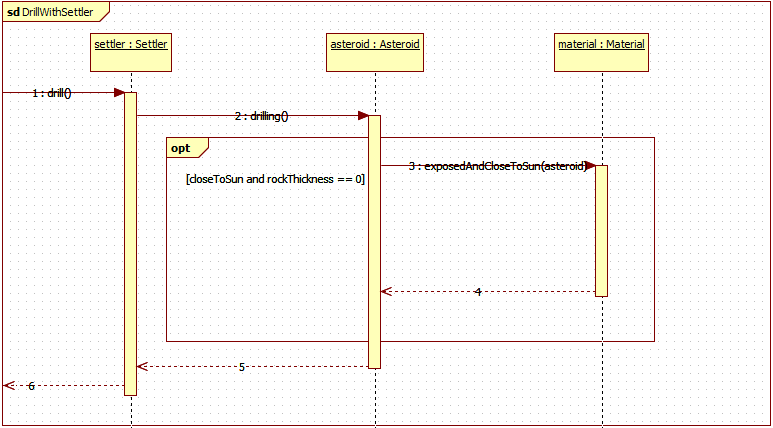 sd DrillWithSettler
settler : Settler
asteroid : Asteroid
material : Material
1 : drill()
2 : drilling()
opt
3 : exposedAndCloseToSun(asteroid)
[closeToSun and rockThickness == 0]
4
5
6